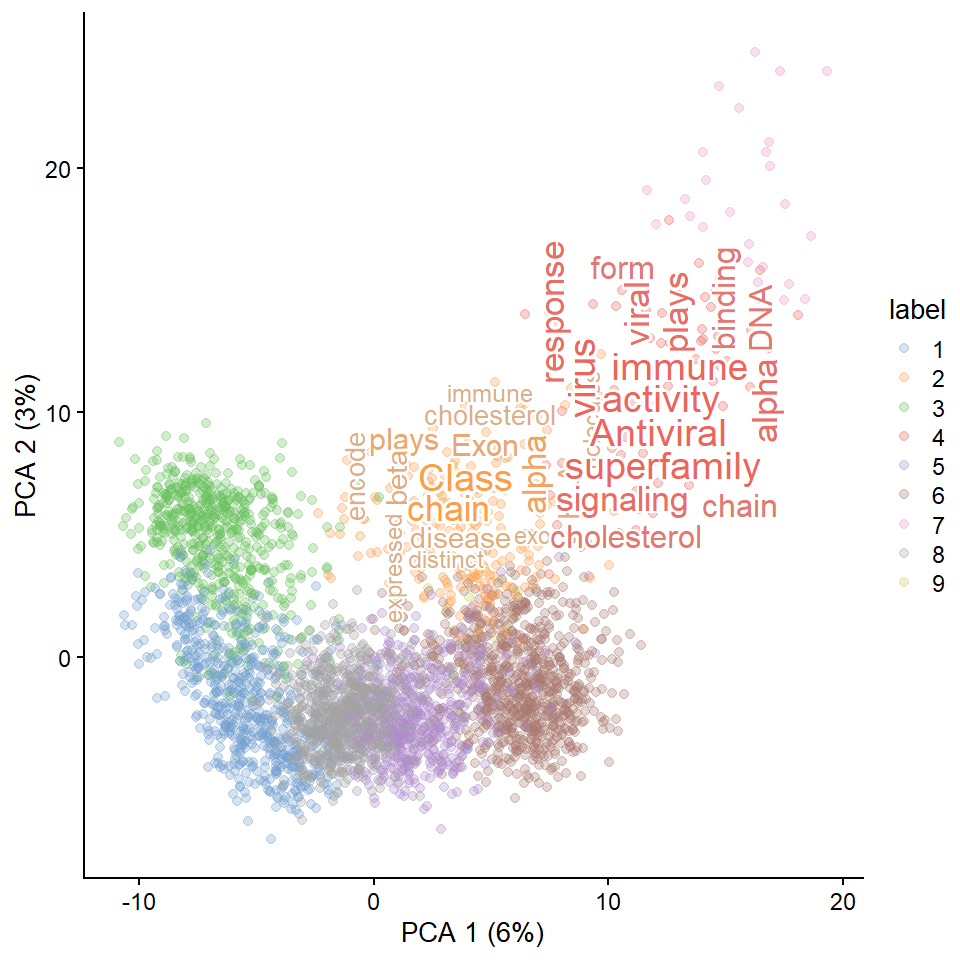 20
10
0
-10
0
10
20
PCA 2 (3%)
PCA 1 (6%)
response
form
viral
plays
binding
DNA
virus
immune
activity
alpha
Antiviral
superfamily
signaling
chain
cholesterol
immune
cholesterol
plays
Exon
encode
beta
Class
alpha
chain
disease
distinct
expressed
label
1
2
3
4
5
6
7
8
9